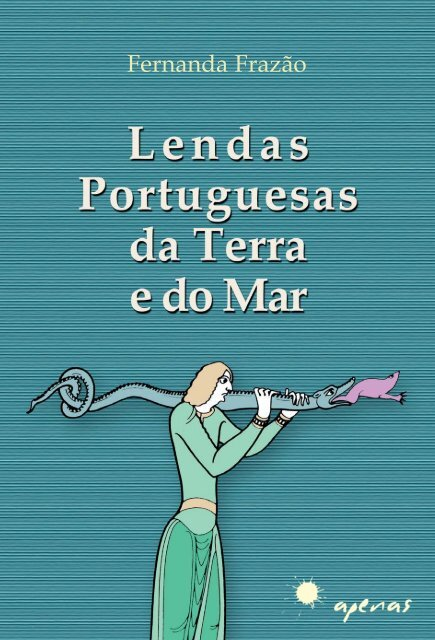 Fernanda Frazão
Lendas
Portuguesas
da Terra
e do Mar
apenas